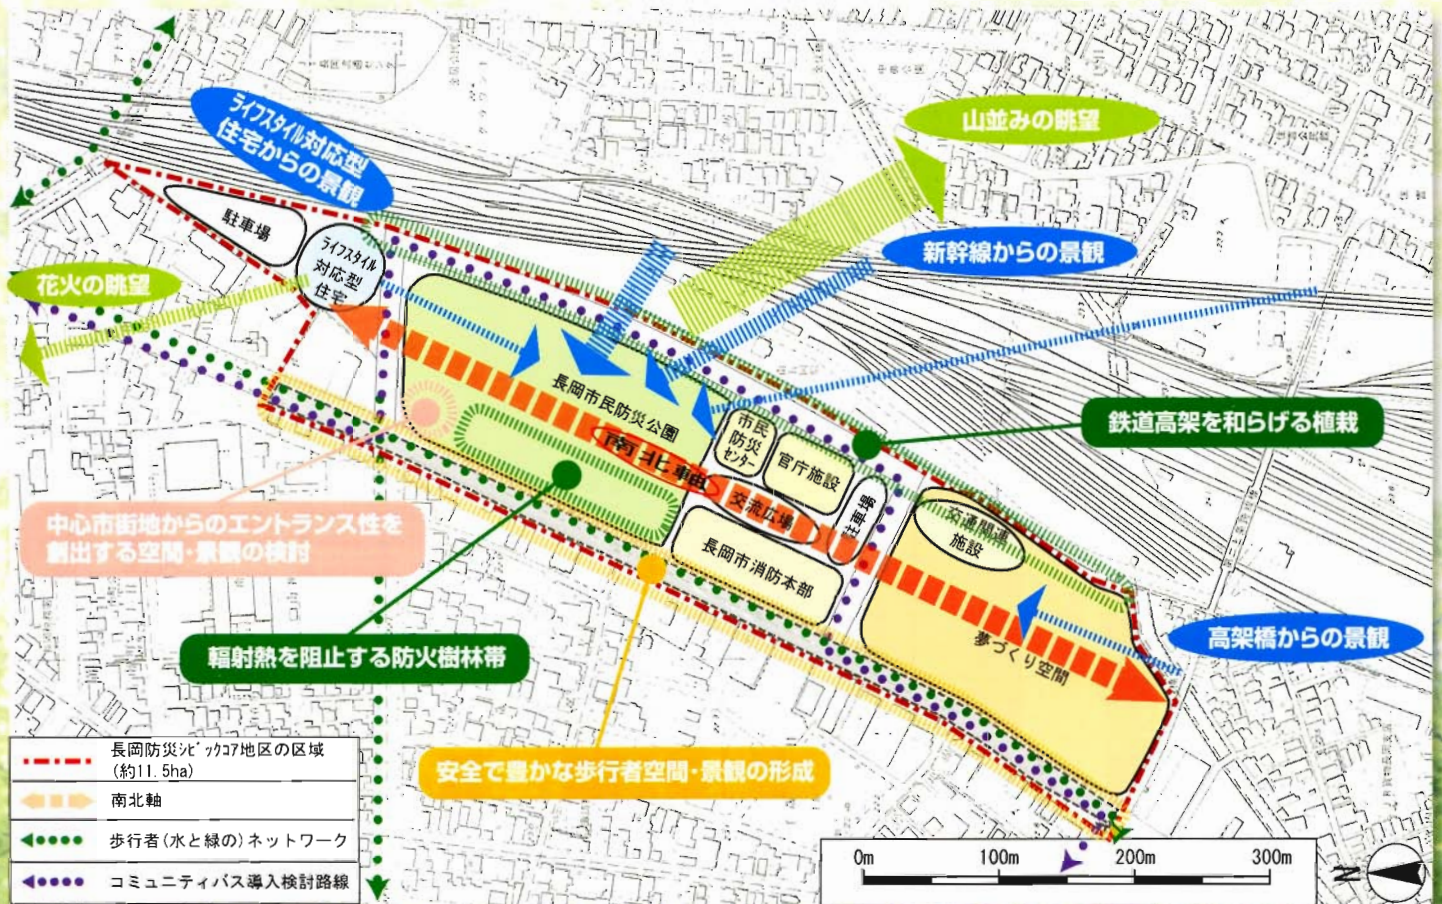 ライフスタイル対応型
住宅からの景観
山並みの眺望
新幹線からの景観
花火の眺望
駐車場
ライフスタイル
対応型
住宅
長岡市民防災公園
南北軸
市民
防災
センター
官庁施設
交流広場
駐車場
長岡市消防本部
交通関連
施設
夢づくり空間
鉄道高架を和らげる植栽
高架橋からの景観
中心市街地からのエントランス性を
創出する空間・景観の検討
輻射熱を阻止する防火樹林帯
安全で豊かな歩行者空間・景観の形成
長岡防災シビックコア地区の区域
(約11.5ha)
南北軸
歩行者(水と緑の)ネットワーク
コミュニティバス導入検討路線
0m 100m 200m 300m
N